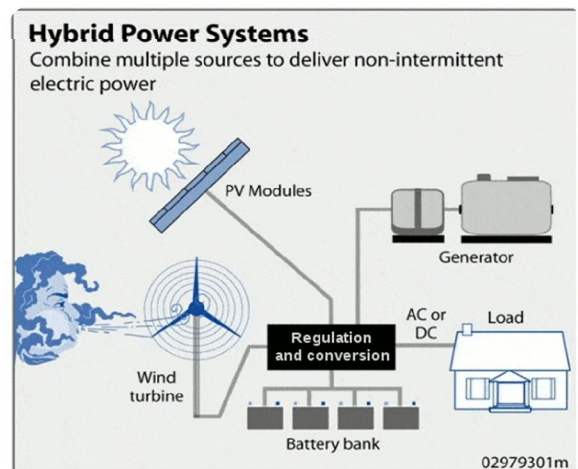 Hybrid Power Systems
Combine multiple sources to deliver non-intermittent
electric power
PV Modules
Generator
AC or
DC
Load
Regulation
and conversion
Wind
turbine
Battery bank
02979301m